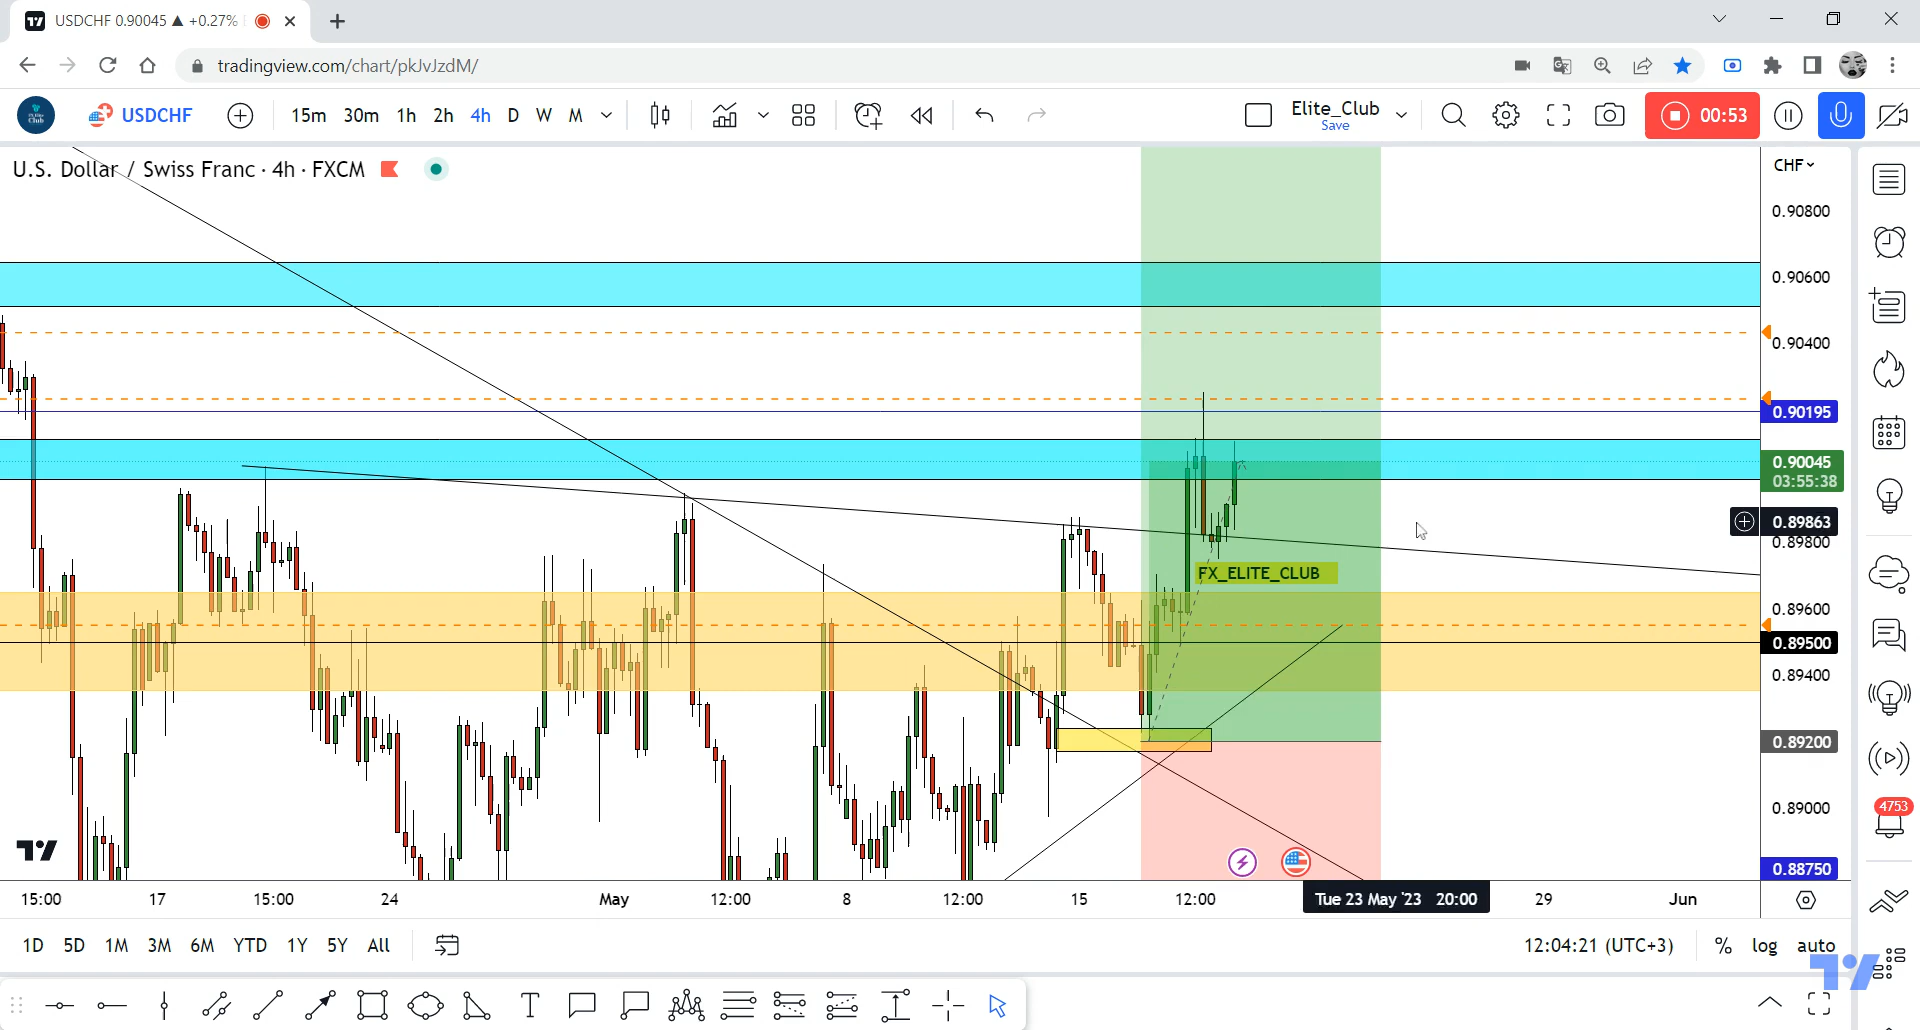 USDCHF 0.90045 ▲ +0.27%
tradingview.com/chart/pkJvJzdM/
USDCHF 15m 30m 1h 2h 4h D W M Elite_Club 00:53
Save
U.S. Dollar / Swiss Franc · 4h · FXCM
CHF
0.90800
0.90600
0.90400
0.90195
0.90045
03:55:38
0.89863
0.89800
FX_ELITE_CLUB
0.89600
0.89500
0.89400
0.89200
0.89000
4753
0.88750
15:00 17 15:00 24 May 12:00 8 12:00 15 12:00 Tue 23 May '23 20:00 29 Jun
1D 5D 1M 3M 6M YTD 1Y 5Y All 12:04:21 (UTC+3) % log auto